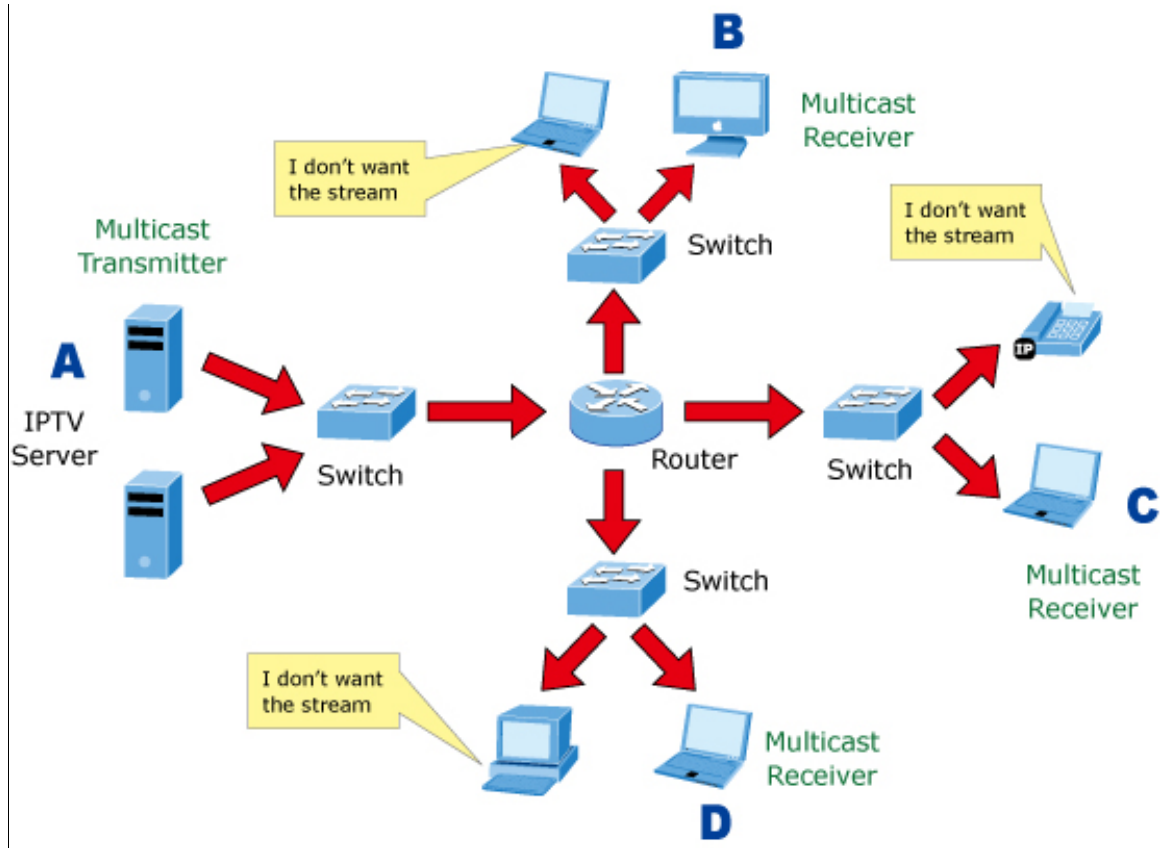 B
Multicast
Receiver
I don't want
the stream
I don't want
the stream
Multicast
Transmitter
Switch
A
IPTV
Server
IP
Switch
Router
Switch
C
Multicast
Receiver
Switch
I don't want
the stream
Multicast
Receiver
D